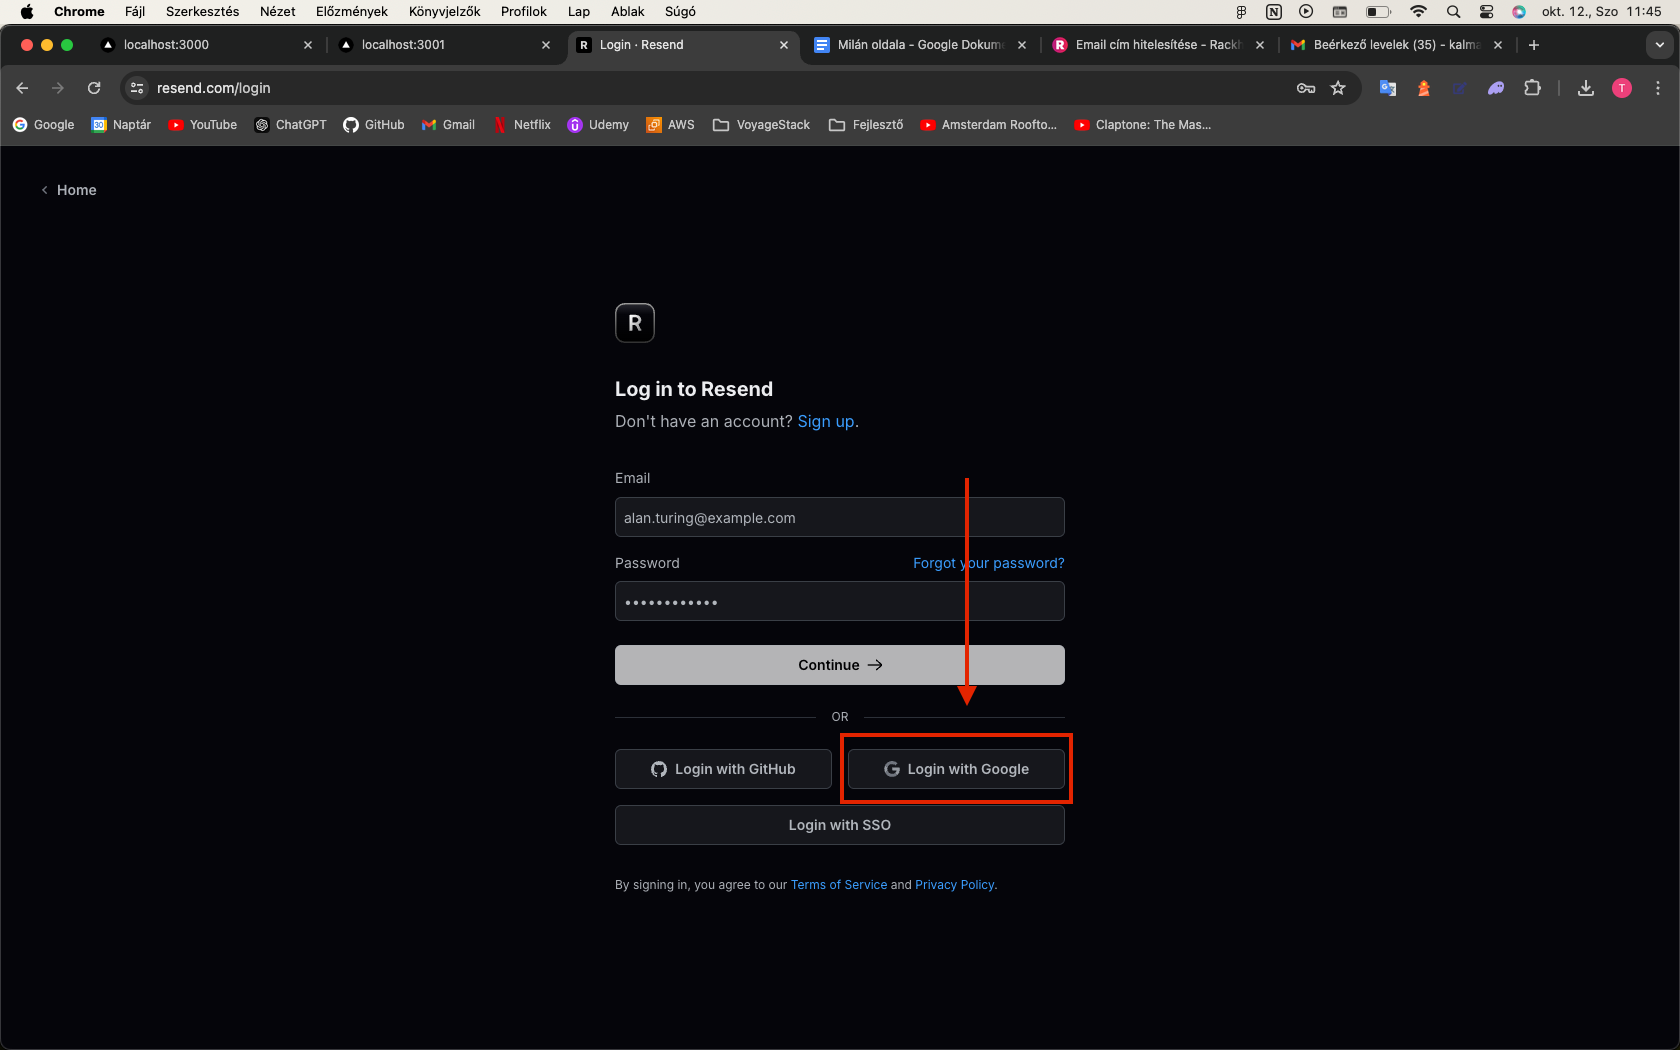 Chrome Fájl Szerkesztés Nézet Előzmények Könyvjelzők Profilok Lap Ablak Súgó okt. 12., Szo 11:45
localhost:3000 localhost:3001 Login · Resend Milán oldala - Google Dokume Email cím hitelesítése - Rackh Beérkező levelek (35) - kalma
resend.com/login T
Google Naptár YouTube ChatGPT GitHub Gmail Netflix Udemy AWS VoyageStack Fejlesztő Amsterdam Roofto... Claptone: The Mas...
Home
R
Log in to Resend
Don't have an account? Sign up.
Email
alan.turing@example.com
Password Forgot your password?
Continue
OR
Login with GitHub Login with Google
Login with SSO
By signing in, you agree to our Terms of Service and Privacy Policy.